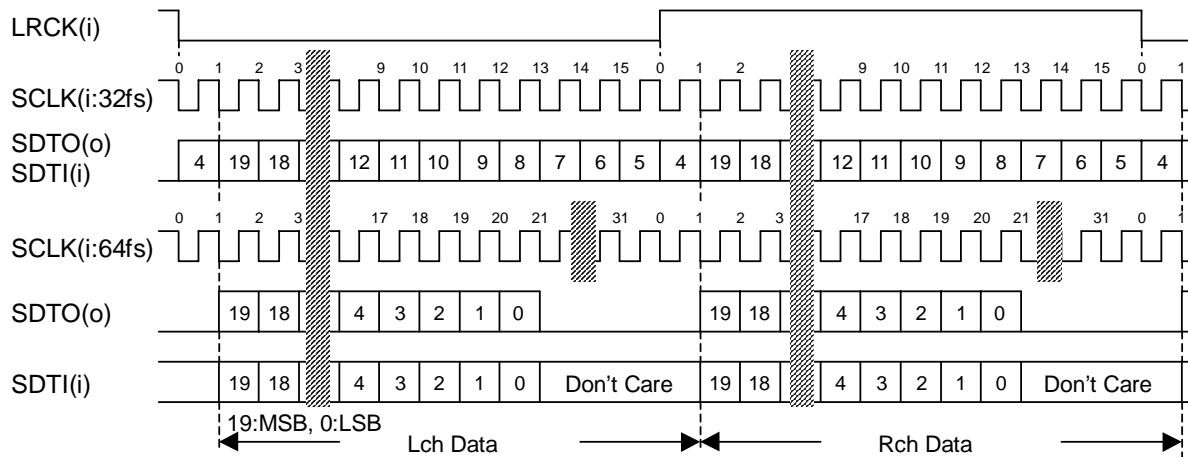 LRCK(i)
0 1 2 3 9 10 11 12 13 14 15 0 1 2 9 10 11 12 13 14 15 0 1
SCLK(i:32fs)
SDTO(o)
SDTI(i)
4 19 18 12 11 10 9 8 7 6 5 4 19 18 12 11 10 9 8 7 6 5 4
0 1 2 3 17 18 19 20 21 31 0 1 2 3 17 18 19 20 21 31 0 1
SCLK(i:64fs)
SDTO(o) 19 18 4 3 2 1 0 19 18 4 3 2 1 0
SDTI(i) 19 18 4 3 2 1 0 Don't Care 19 18 4 3 2 1 0 Don't Care
19:MSB, 0:LSB
Lch Data Rch Data